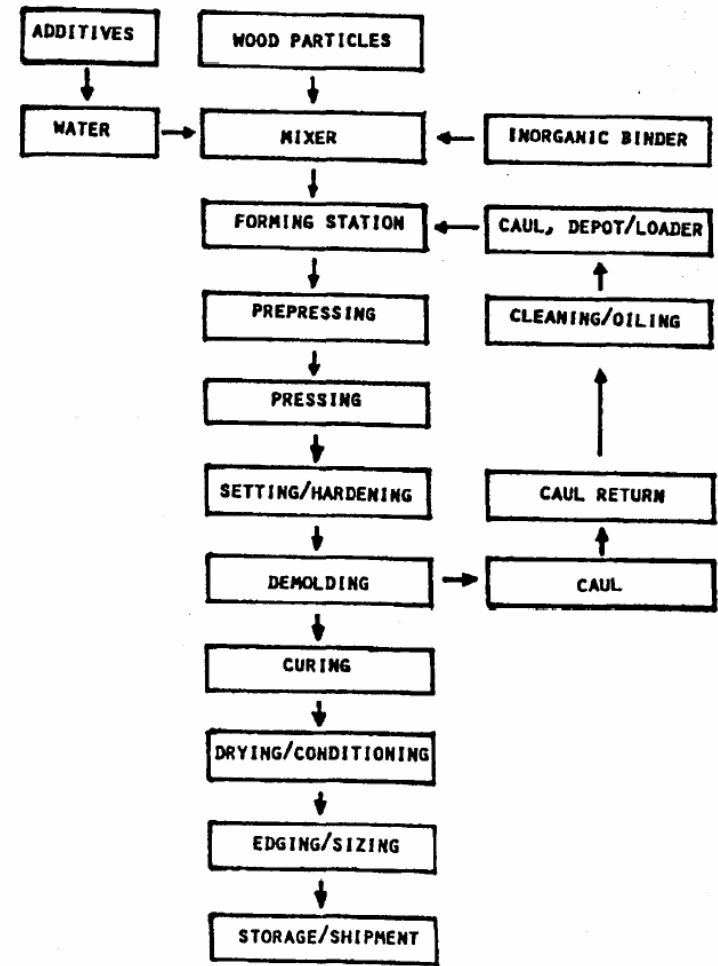 ADDITIVES
WOOD PARTICLES
WATER
MIXER
INORGANIC BINDER
FORMING STATION
CAUL, DEPOT/LOADER
PREPRESSING
CLEANING/OILING
PRESSING
SETTING/HARDENING
CAUL RETURN
DEMOLDING
CAUL
CURING
DRYING/CONDITIONING
EDGING/SIZING
STORAGE/SHIPMENT